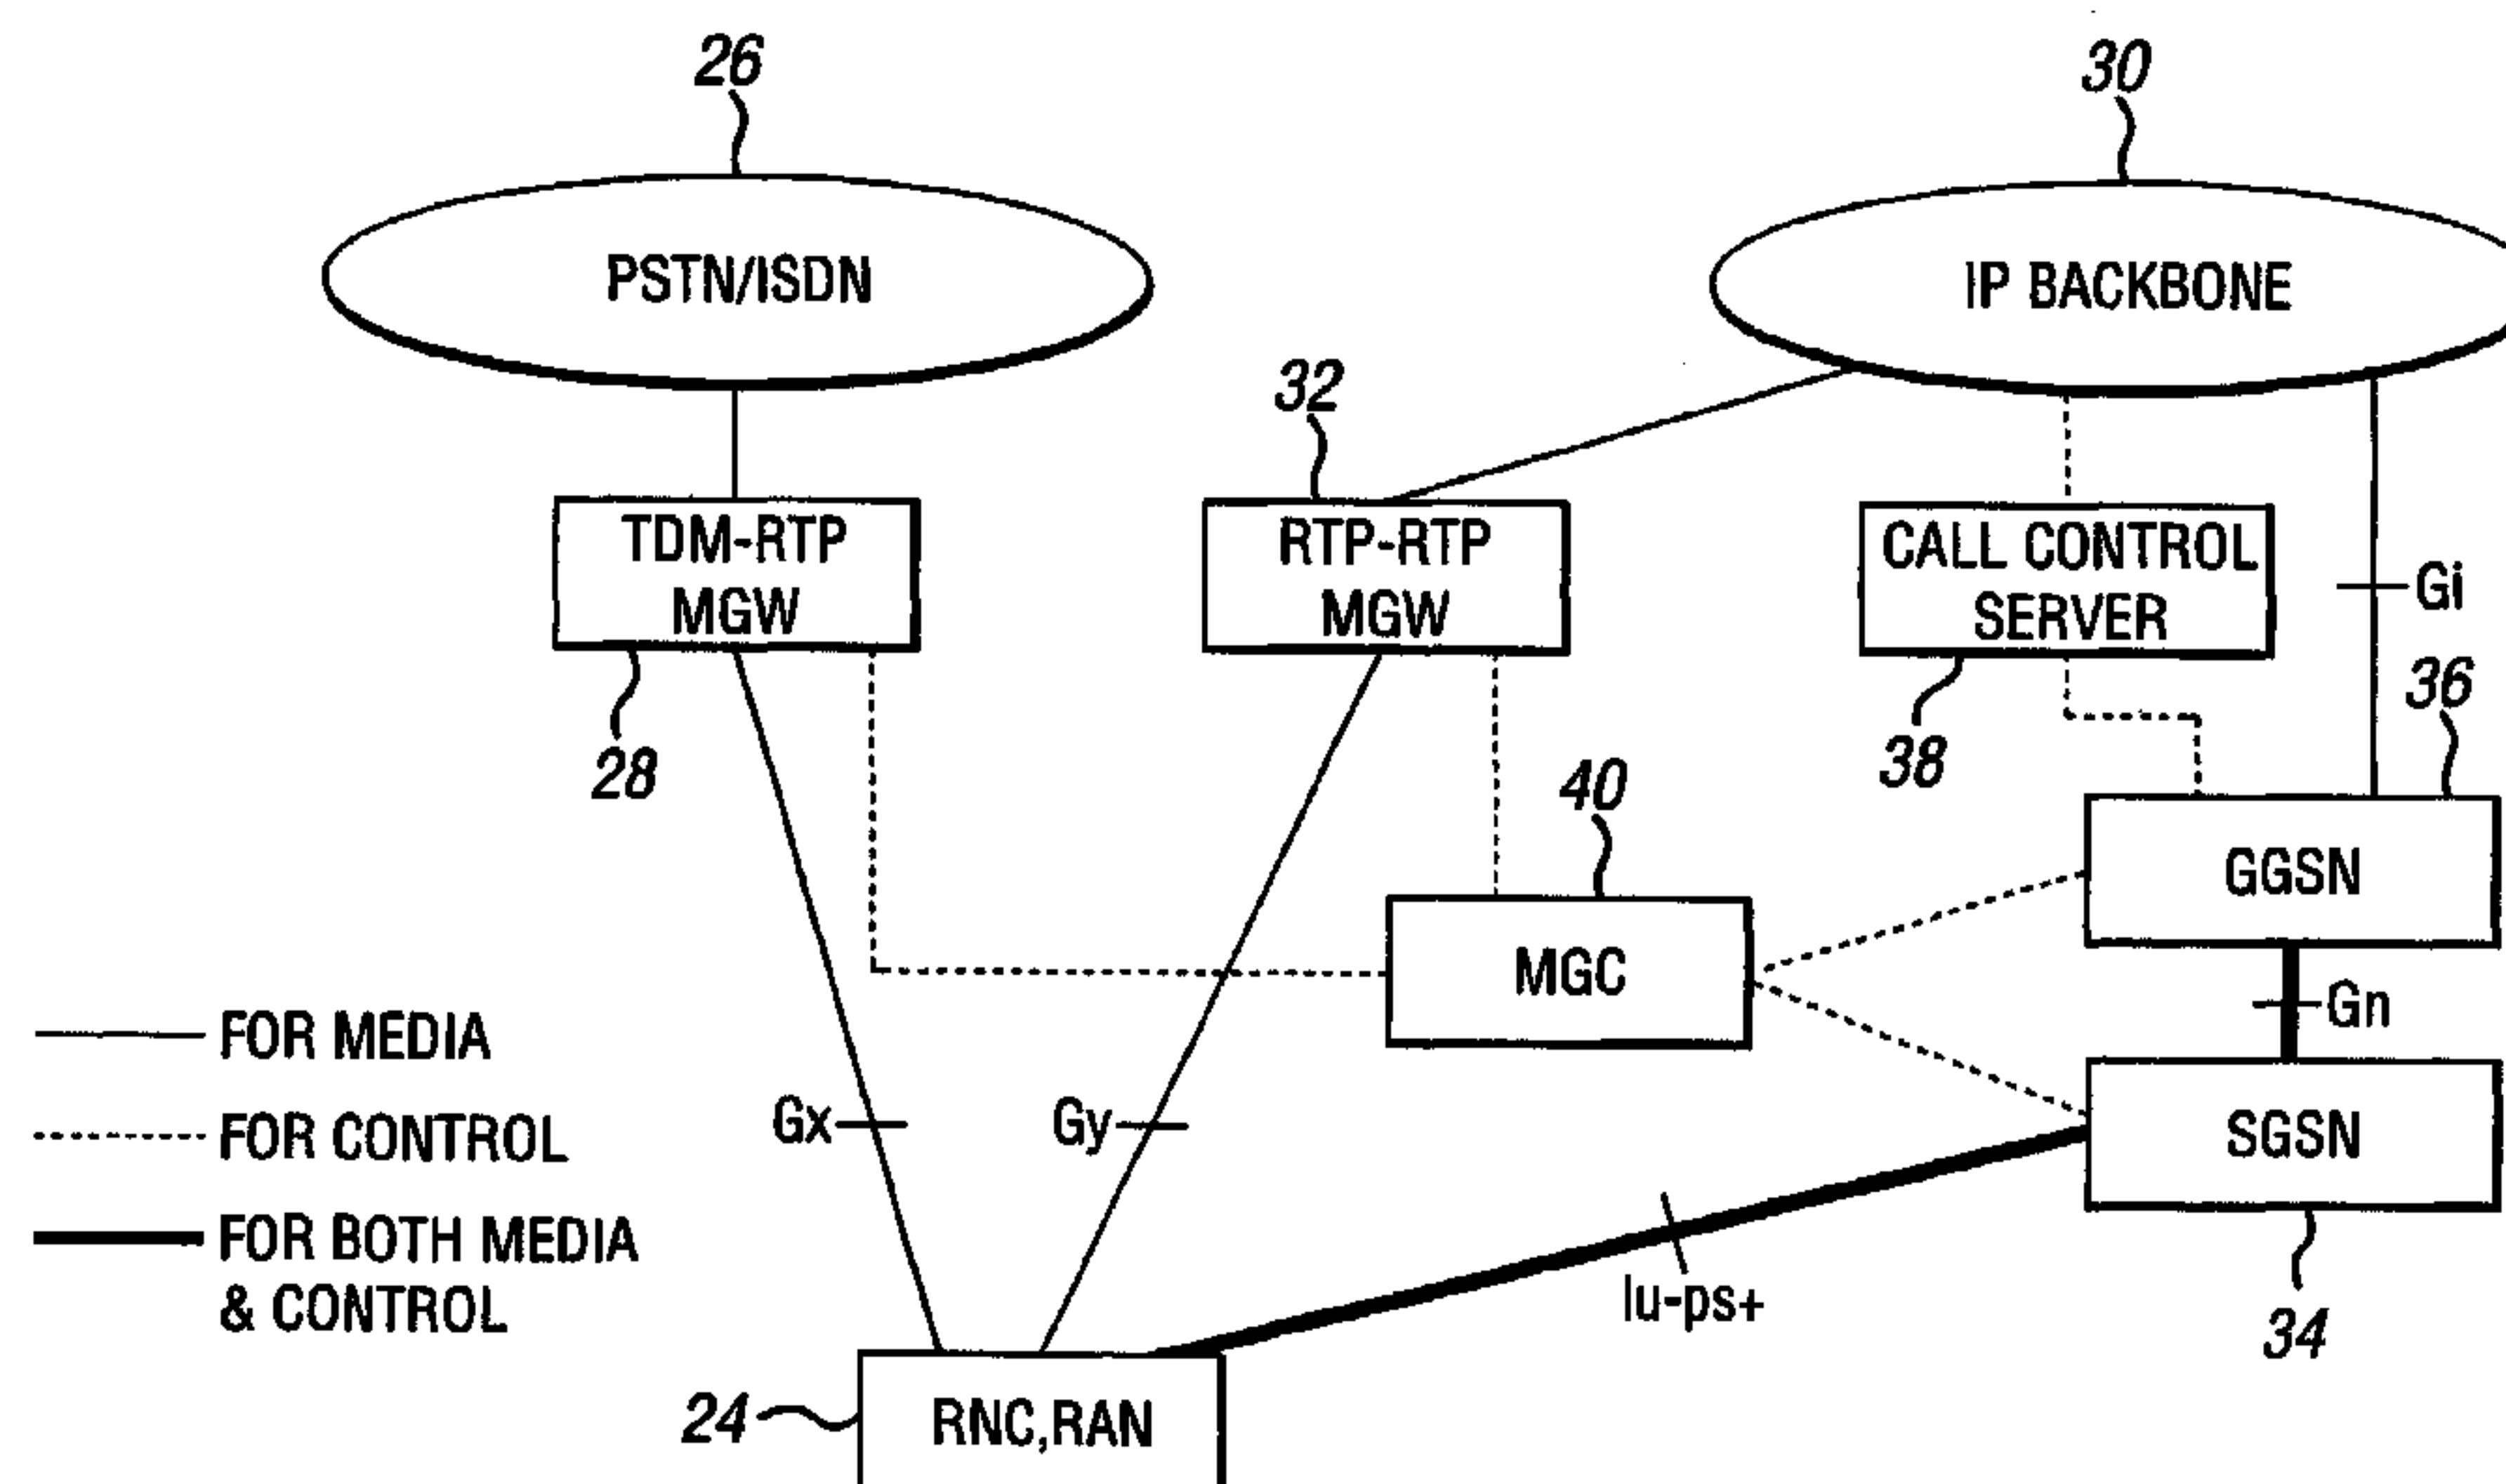 26
30
PSTN/ISDN
IP BACKBONE
32
TDM-RTP
MGW
RTP-RTP
MGW
CALL CONTROL
SERVER
Gi
36
28
40
38
GGSN
MGC
Gn
FOR MEDIA
Gx
Gy
FOR CONTROL
SGSN
FOR BOTH MEDIA
& CONTROL
Iu-ps+
34
24
RNC,RAN